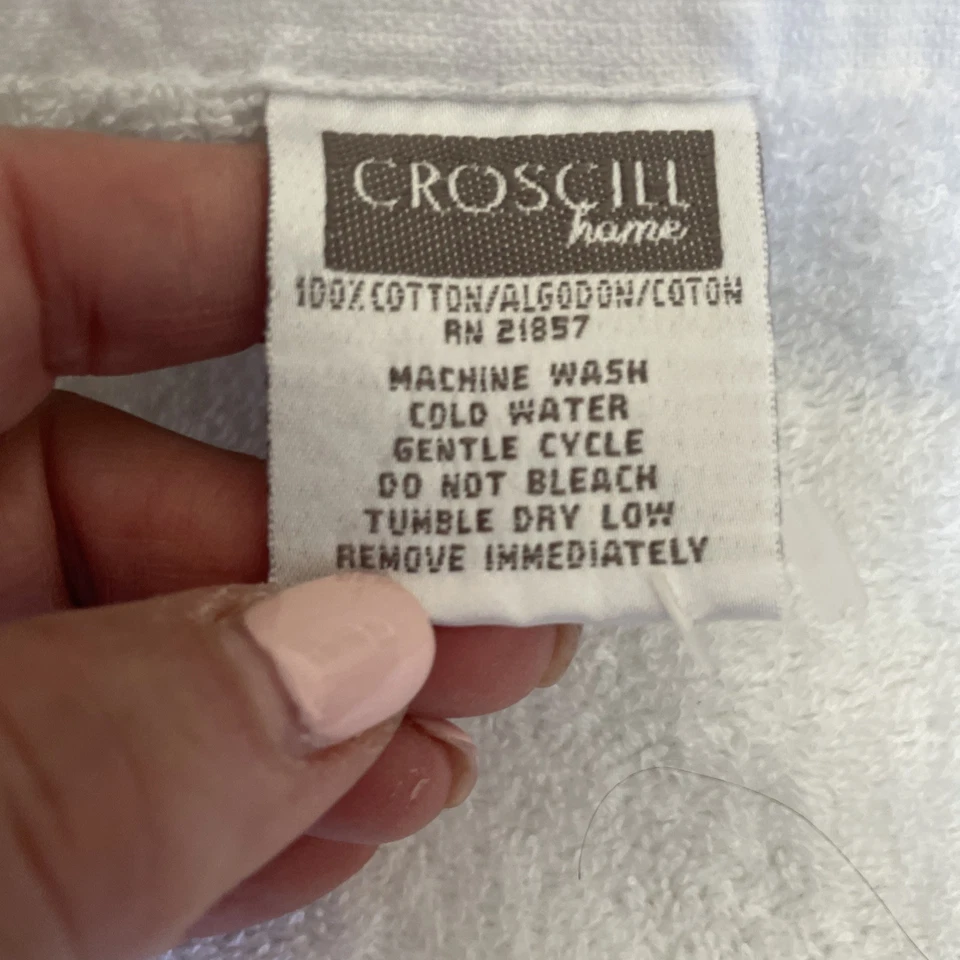 CROSCILL
home
100% COTTON/ALGODON/COTON
RN 21857
MACHINE WASH
COLD WATER
GENTLE CYCLE
DO NOT BLEACH
TUMBLE DRY LOW
REMOVE IMMEDIATELY